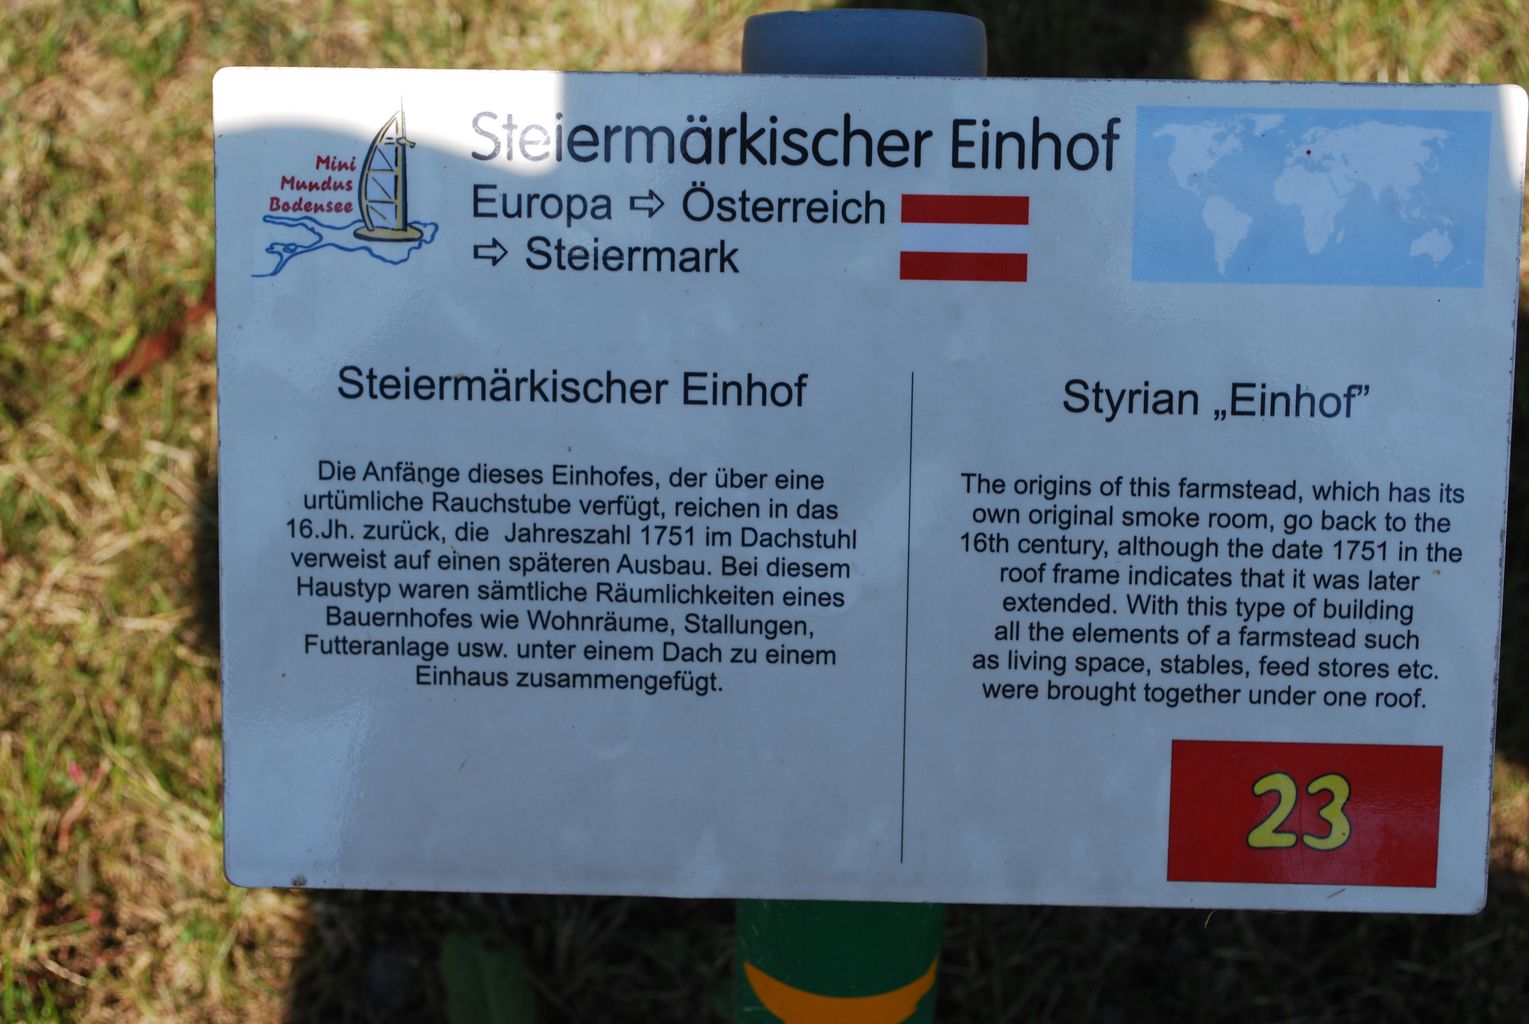 Mini
Mundus
Bodensee
Steiermärkischer Einhof
Europa ⇨ Österreich
⇨ Steiermark
Steiermärkischer Einhof
Die Anfänge dieses Einhofes, der über eine
urtümliche Rauchstube verfügt, reichen in das
16.Jh. zurück, die Jahreszahl 1751 im Dachstuhl
verweist auf einen späteren Ausbau. Bei diesem
Haustyp waren sämtliche Räumlichkeiten eines
Bauernhofes wie Wohnräume, Stallungen,
Futteranlage usw. unter einem Dach zu einem
Einhaus zusammengefügt.
Styrian „Einhof”
The origins of this farmstead, which has its
own original smoke room, go back to the
16th century, although the date 1751 in the
roof frame indicates that it was later
extended. With this type of building
all the elements of a farmstead such
as living space, stables, feed stores etc.
were brought together under one roof.
23